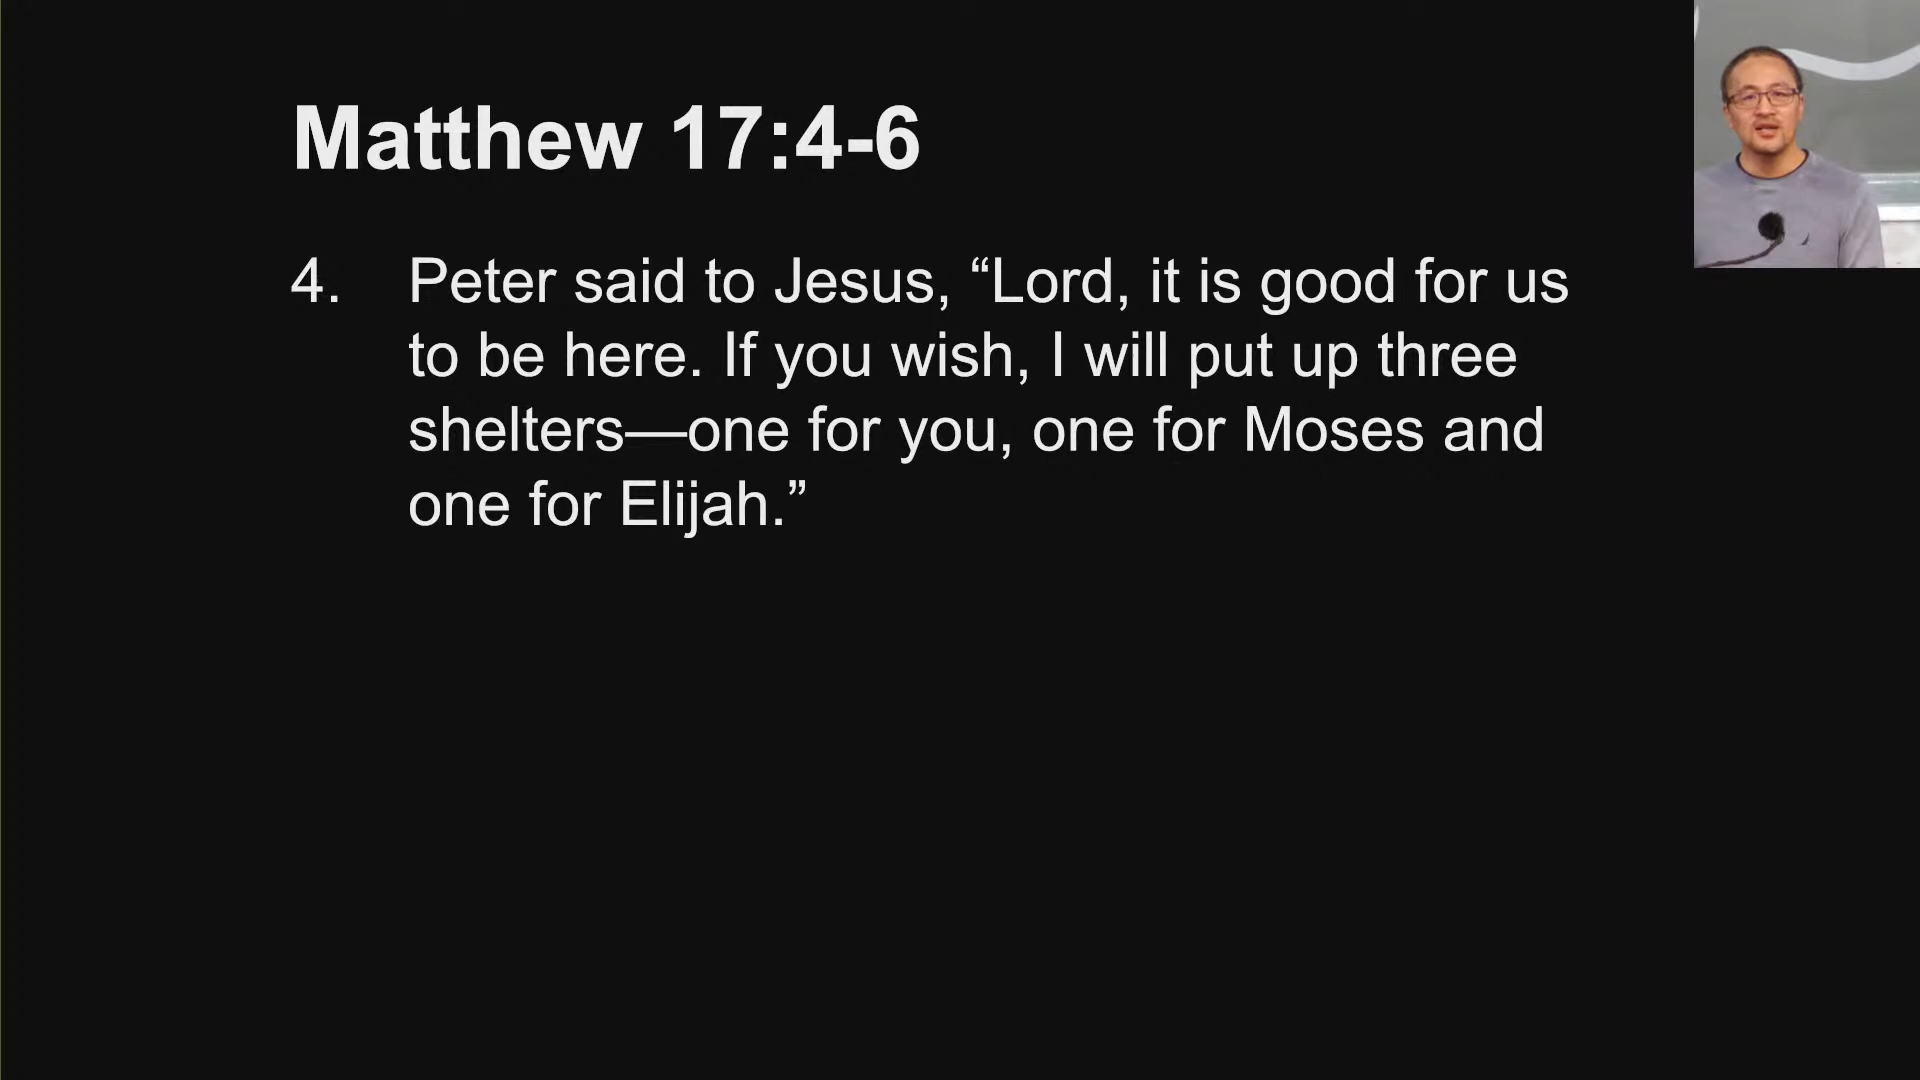 Matthew 17:4-6
4. Peter said to Jesus, “Lord, it is good for us
to be here. If you wish, I will put up three
shelters—one for you, one for Moses and
one for Elijah.”